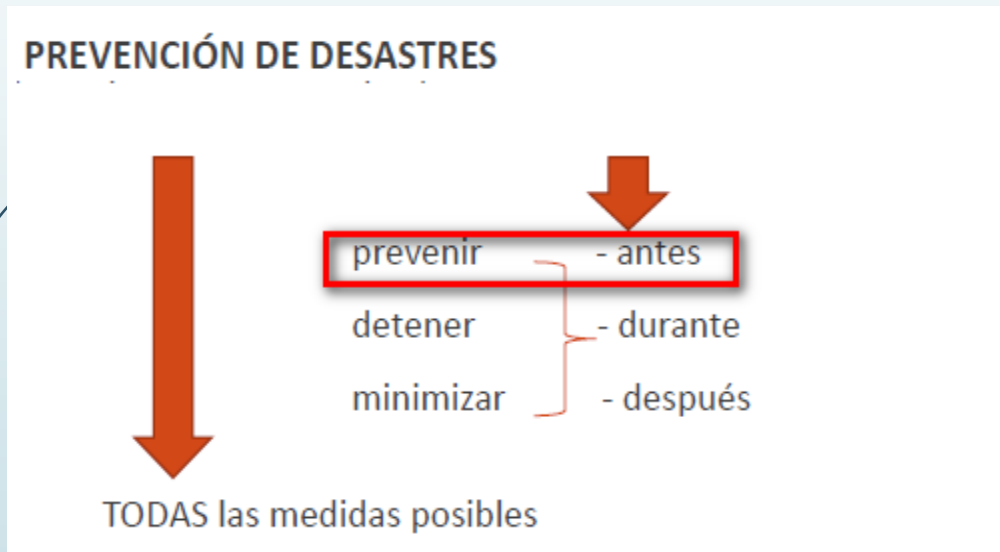 PREVENCIÓN DE DESASTRES
prevenir - antes
detener - durante
minimizar - después
TODAS las medidas posibles